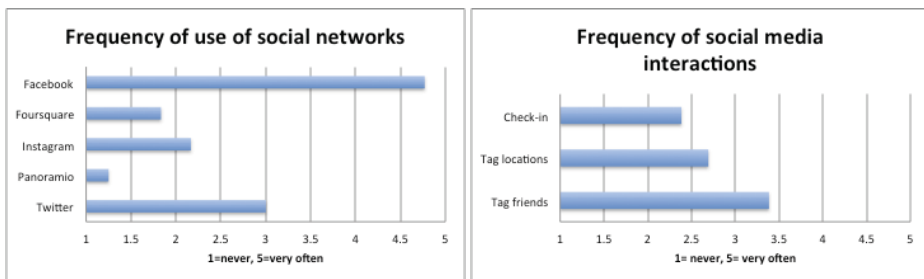 Frequency of use of social networks
Facebook
Foursquare
Instagram
Panoramio
Twitter
1 1.5 2 2.5 3 3.5 4 4.5 5
1=never, 5=very often
Frequency of social media
interactions
Check-in
Tag locations
Tag friends
1 1.5 2 2.5 3 3.5 4 4.5 5
1= never, 5= very often